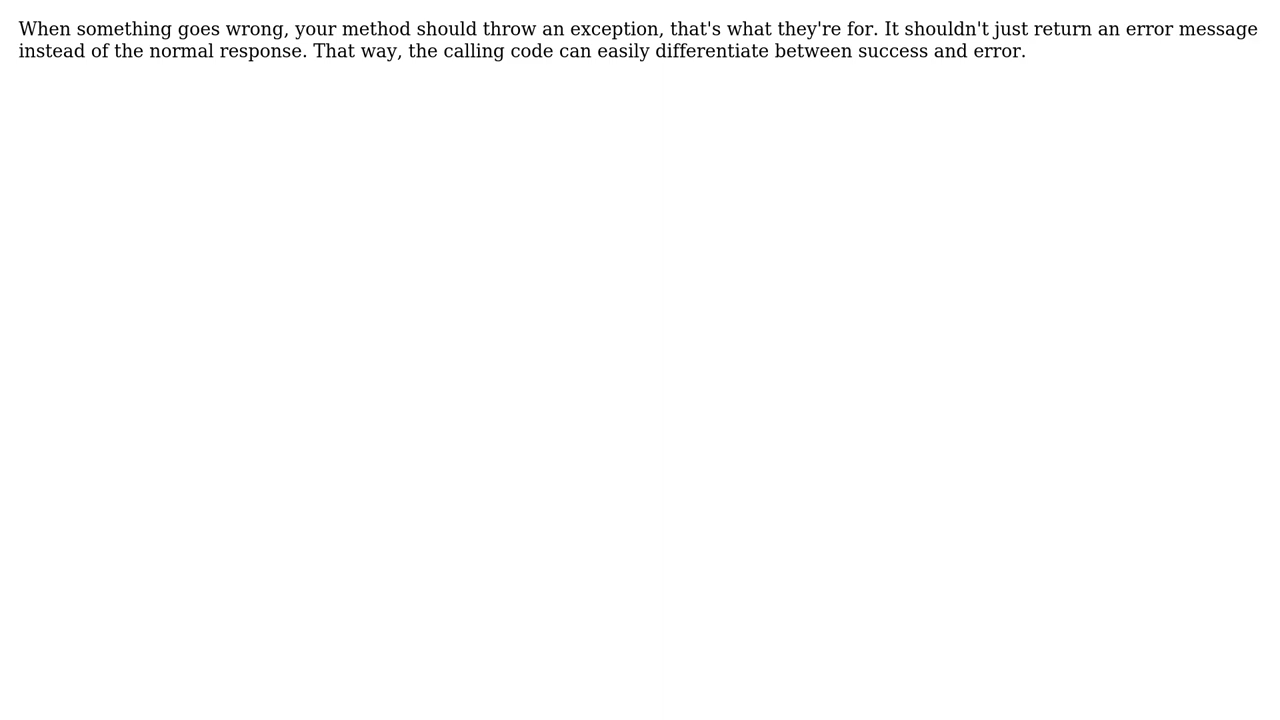 When something goes wrong, your method should throw an exception, that's what they're for. It shouldn't just return an error message
instead of the normal response. That way, the calling code can easily differentiate between success and error.